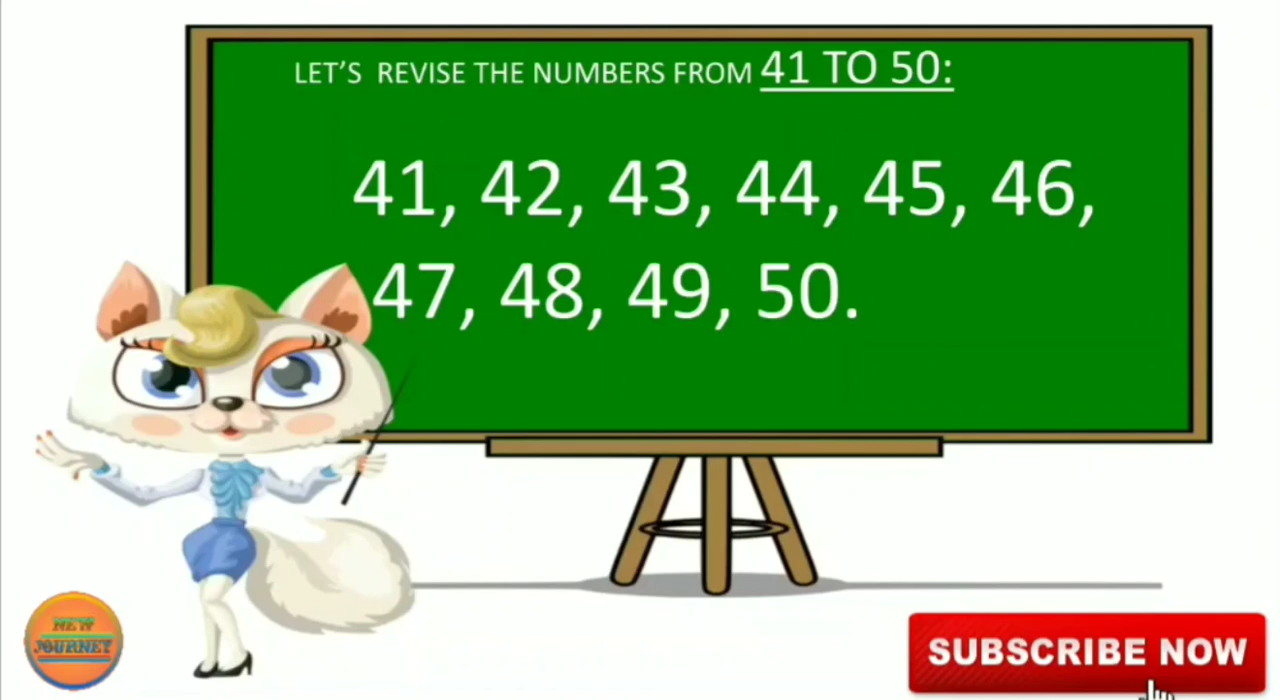 LET'S REVISE THE NUMBERS FROM 41 TO 50:
41, 42, 43, 44, 45, 46,
47, 48, 49, 50.
NEW
JOURNEY
SUBSCRIBE NOW